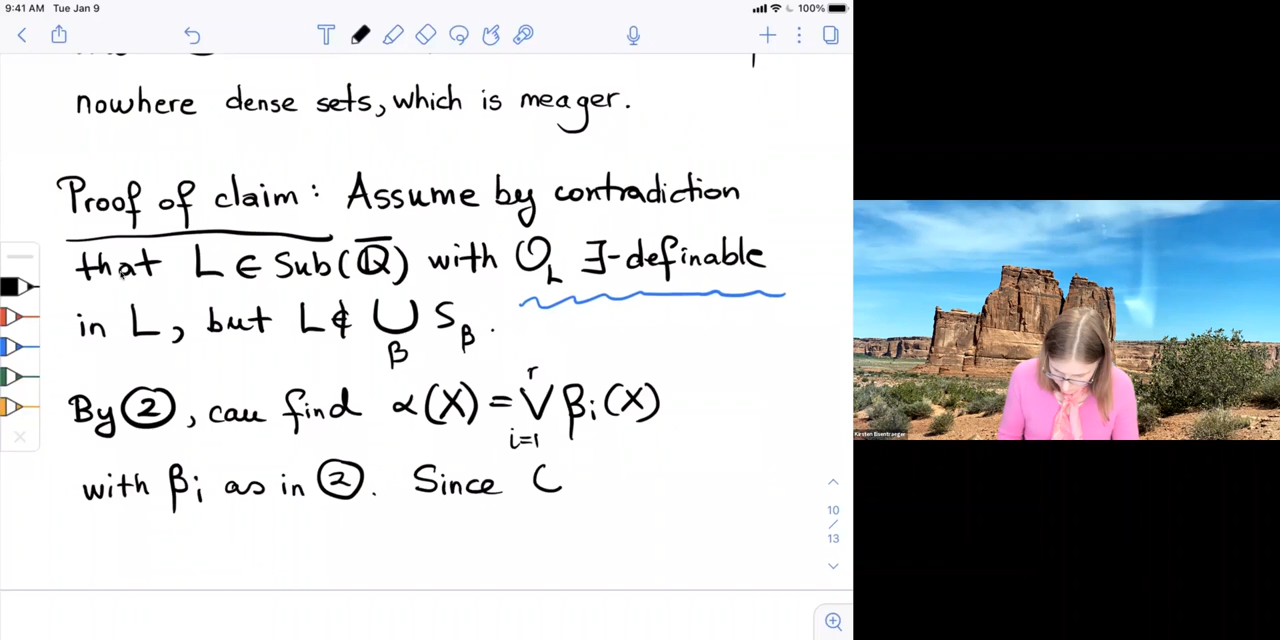 9:41 AM Tue Jan 9
100%
nowhere dense sets, which is meager.
Proof of claim: Assume by contradiction
that L ∈ Sub(ℚ̅) with O_L ∃-definable
in L, but L ∉ ⋃_β S_β.
By ②, can find α(X) = ⋁_{i=1}^r β_i(X)
with β_i as in ②. Since C
10
/
13
Kirsten Eisentraeger